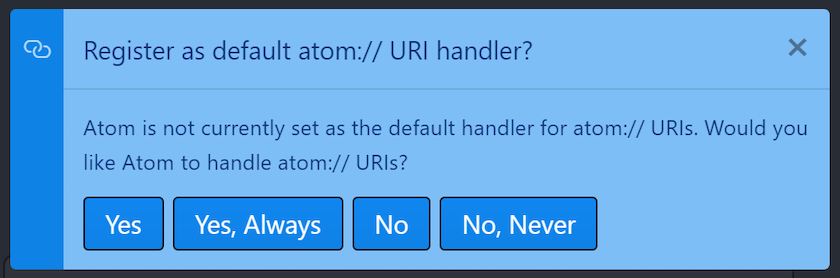 Register as default atom:// URI handler?
Atom is not currently set as the default handler for atom:// URIs. Would you
like Atom to handle atom:// URIs?
Yes
Yes, Always
No
No, Never